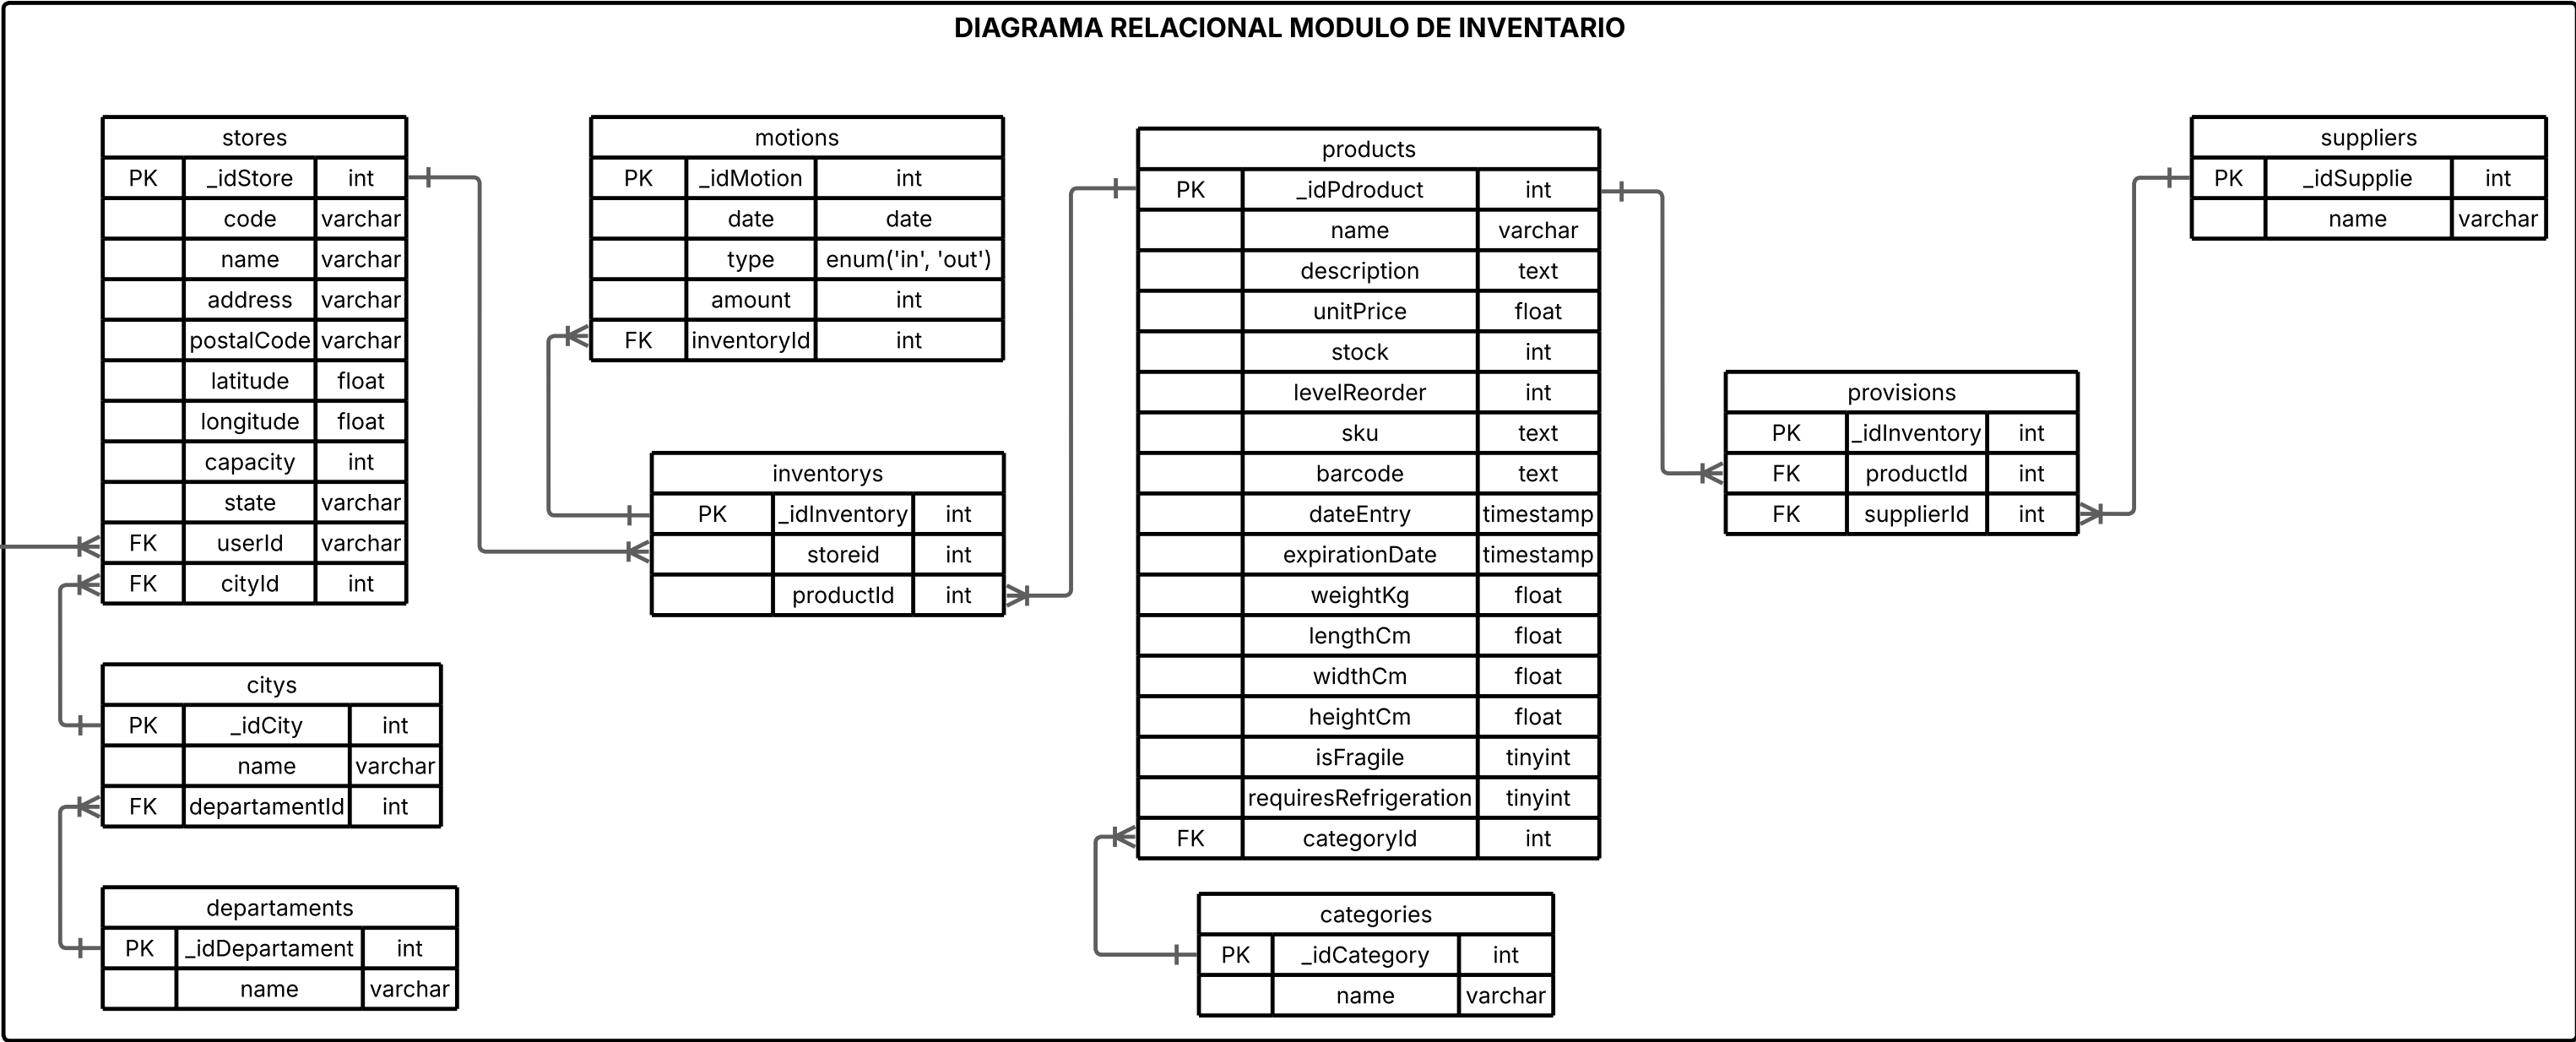 DIAGRAMA RELACIONAL MODULO DE INVENTARIO
stores
PK _idStore int
code varchar
name varchar
address varchar
postalCode varchar
latitude float
longitude float
capacity int
state varchar
FK userId varchar
FK cityId int
citys
PK _idCity int
name varchar
FK departamentId int
departaments
PK _idDepartament int
name varchar
motions
PK _idMotion int
date date
type enum('in', 'out')
amount int
FK inventoryId int
inventorys
PK _idInventory int
storeid int
productId int
products
PK _idPdroduct int
name varchar
description text
unitPrice float
stock int
levelReorder int
sku text
barcode text
dateEntry timestamp
expirationDate timestamp
weightKg float
lengthCm float
widthCm float
heightCm float
isFragile tinyint
requiresRefrigeration tinyint
FK categoryId int
categories
PK _idCategory int
name varchar
provisions
PK _idInventory int
FK productId int
FK supplierId int
suppliers
PK _idSupplie int
name varchar